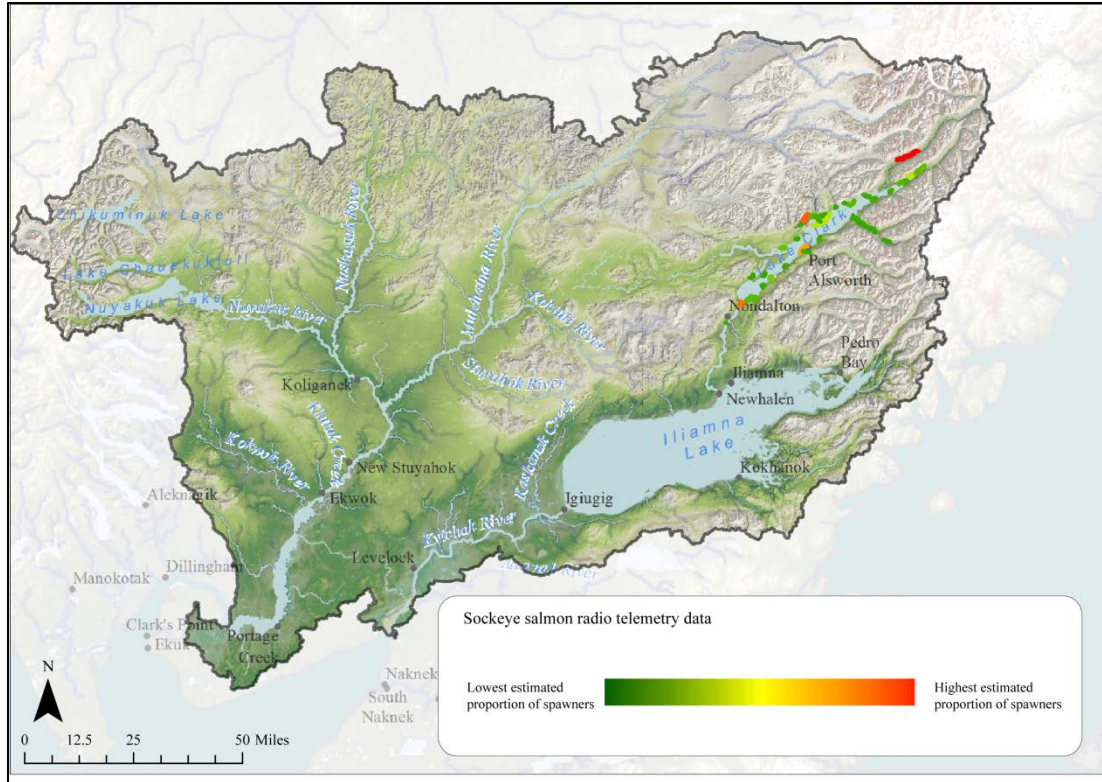 Chikuminuk Lake
Lake Chauekuktuli
Nuyakuk Lake
Nuyakuk River
Nushagak River
Mulchatna River
Koktuli River
Stuyahok River
Koliganek
Klutuk Creek
Kokwok River
New Stuyahok
Ekwok
Kaskanak Creek
Kvichak River
Levelock
Igiugig
Lake Clark
Port
Alsworth
Nondalton
Pedro
Bay
Iliamna
Newhalen
Iliamna
Lake
Kokhanok
Aleknagik
Manokotak
Dillingham
Clark's Point
Ekuk
Portage
Creek
Naknek
South
Naknek
Alagnak River
Sockeye salmon radio telemetry data
Lowest estimated
proportion of spawners
Highest estimated
proportion of spawners
N
0 12.5 25 50 Miles